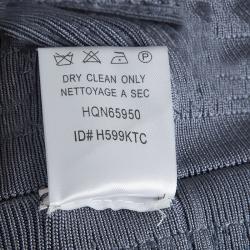 DRY CLEAN ONLY
NETTOYAGE A SEC
HQN65950
ID# H599KTC